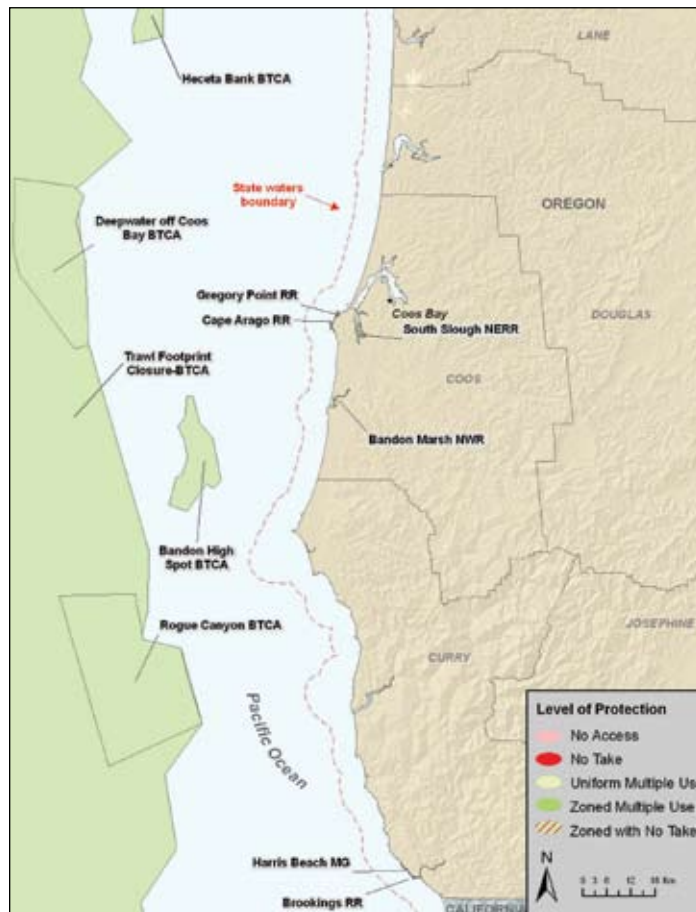 LANE
Heceta Bank BTCA
State waters
boundary
OREGON
Deepwater off Coos
Bay BTCA
Gregory Point RR
Cape Arago RR
Coos Bay
South Slough NERR
DOUGLAS
Trawl Footprint
Closure-BTCA
COOS
Bandon Marsh NWR
Bandon High
Spot BTCA
Rogue Canyon BTCA
JOSEPHINE
CURRY
Pacific Ocean
Level of Protection
No Access
No Take
Uniform Multiple Us
Zoned Multiple Use
Zoned with No Take
N
Km
Harris Beach MG
Brookings RR
CALIFORNIA